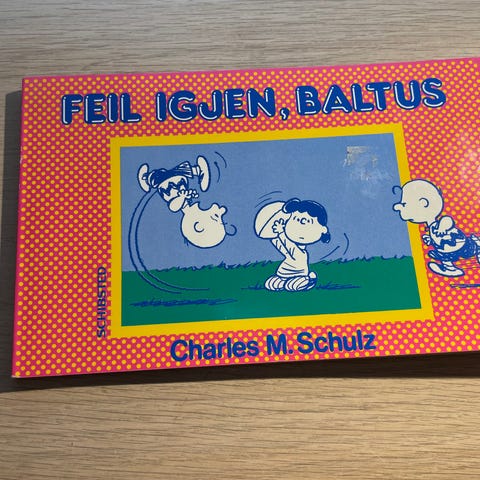 FEIL IGJEN, BALTUS
SCHIBSTED
Charles M. Schulz